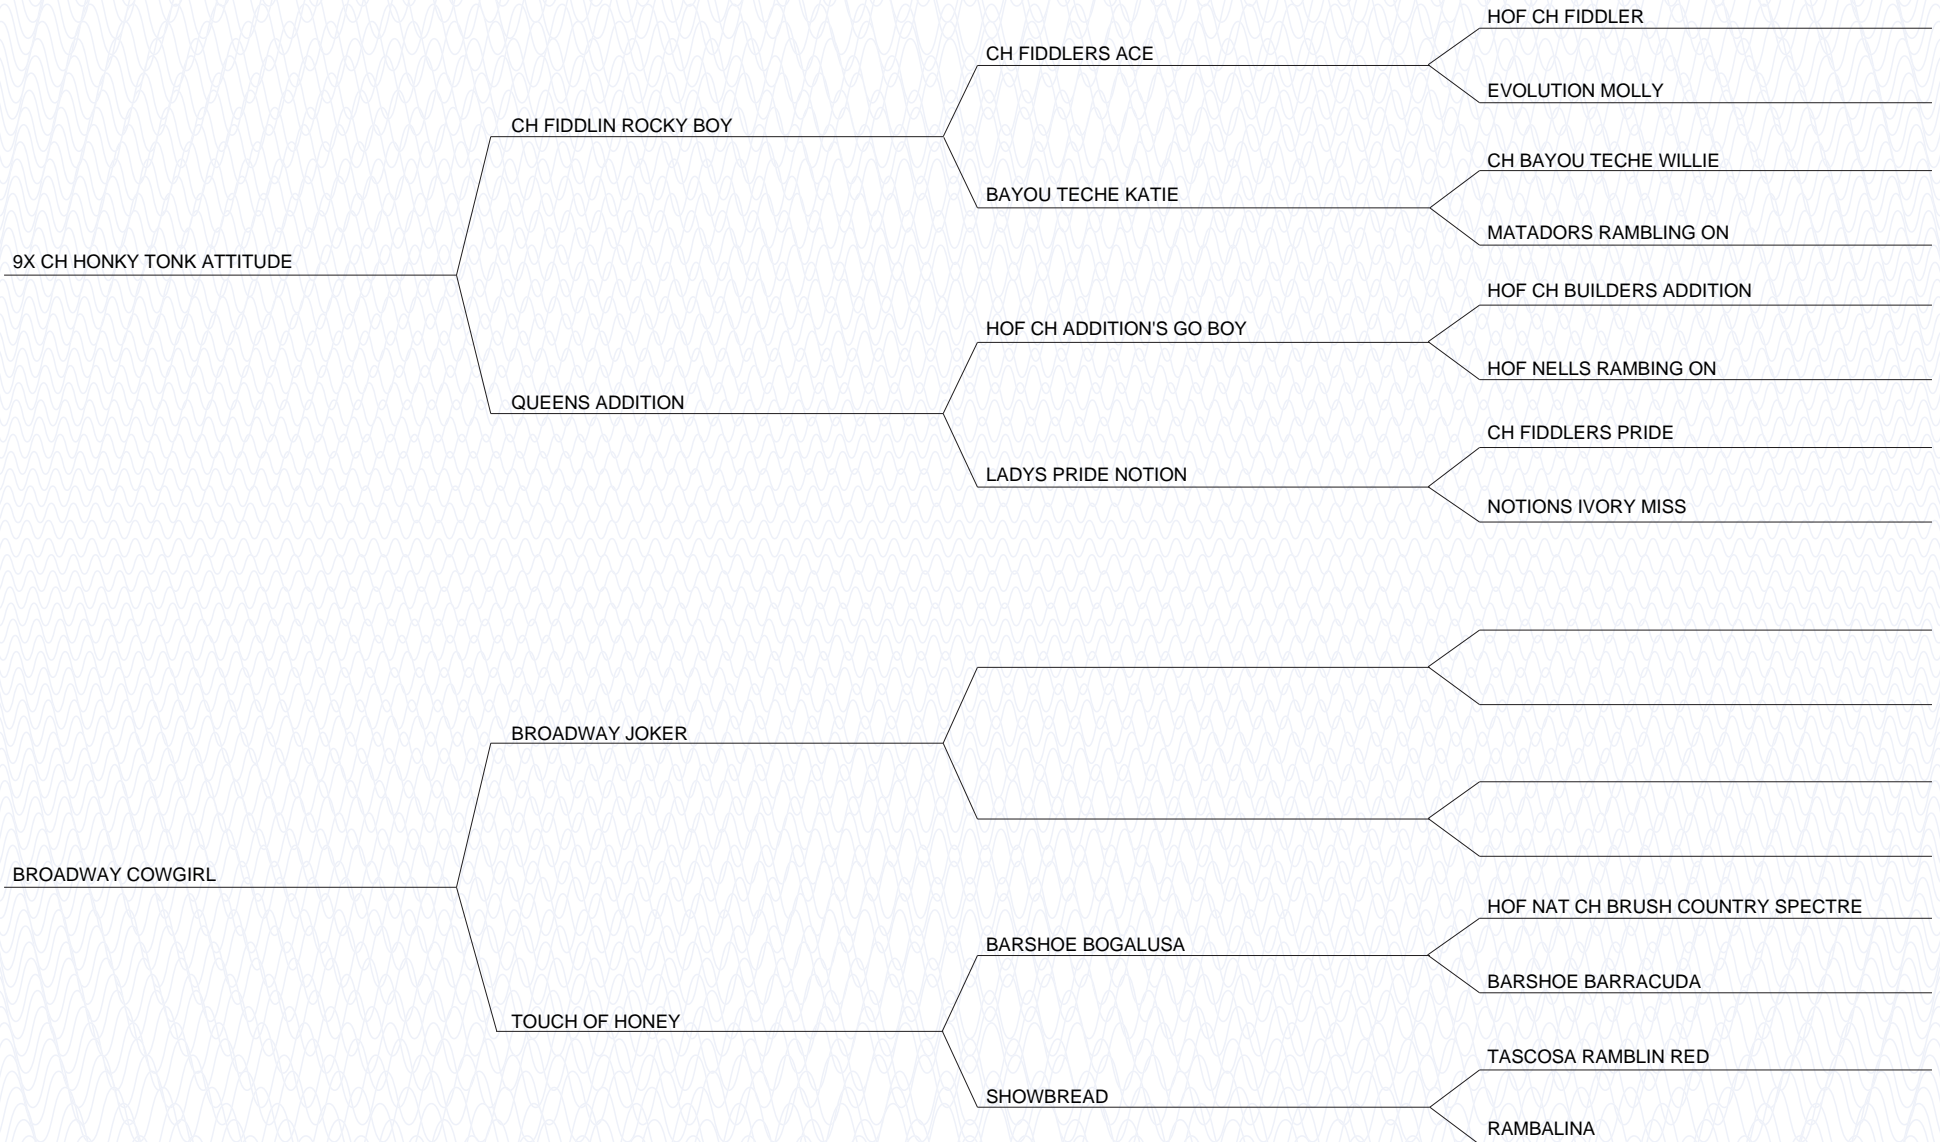 HOF CH FIDDLER
CH FIDDLERS ACE
EVOLUTION MOLLY
CH FIDDLIN ROCKY BOY
CH BAYOU TECHE WILLIE
BAYOU TECHE KATIE
MATADORS RAMBLING ON
9X CH HONKY TONK ATTITUDE
HOF CH BUILDERS ADDITION
HOF CH ADDITION'S GO BOY
HOF NELLS RAMBING ON
QUEENS ADDITION
CH FIDDLERS PRIDE
LADYS PRIDE NOTION
NOTIONS IVORY MISS
BROADWAY JOKER
BROADWAY COWGIRL
HOF NAT CH BRUSH COUNTRY SPECTRE
BARSHOE BOGALUSA
BARSHOE BARRACUDA
TOUCH OF HONEY
TASCOSA RAMBLIN RED
SHOWBREAD
RAMBALINA